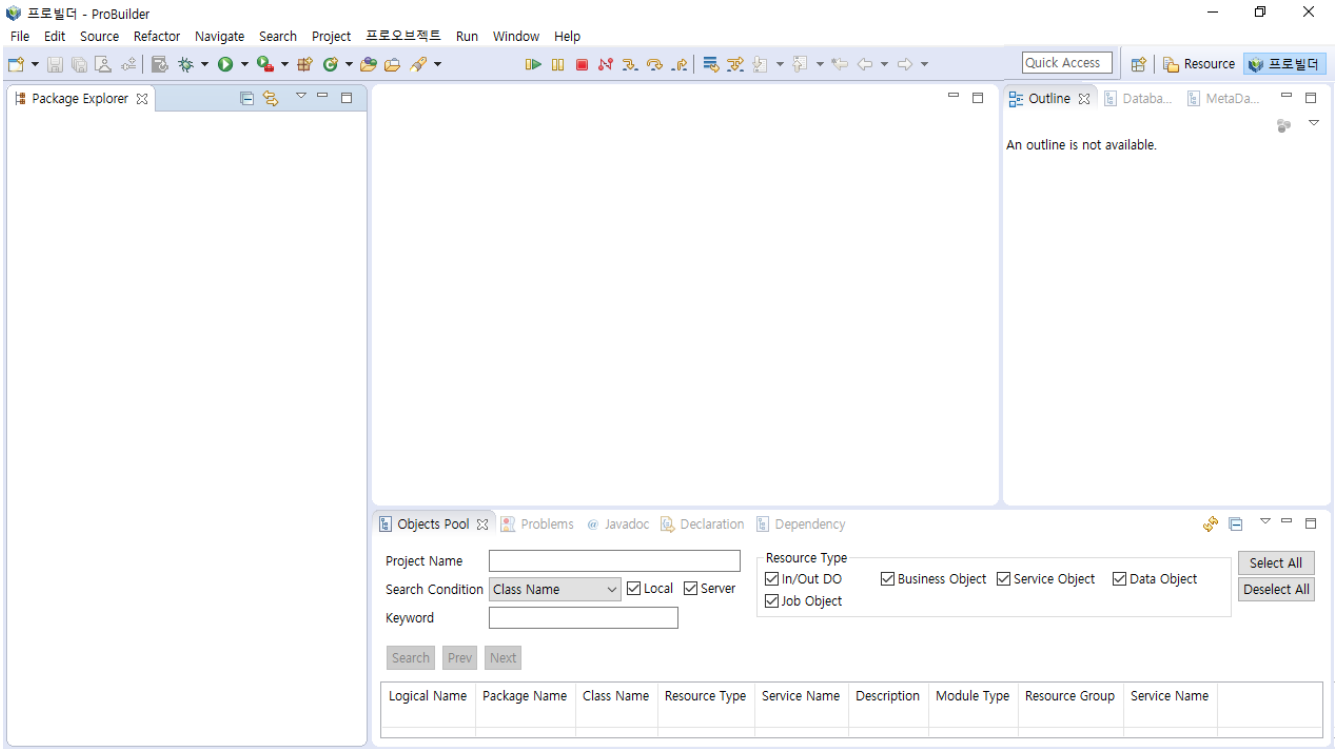 프로빌더 - ProBuilder
File Edit Source Refactor Navigate Search Project 프로오브젝트 Run Window Help
Quick Access Resource 프로빌더
Package Explorer
Outline Databa... MetaDa...
An outline is not available.
Objects Pool Problems @ Javadoc Declaration Dependency
Project Name
Search Condition Class Name Local Server
Keyword
Resource Type
In/Out DO Business Object Service Object Data Object
Job Object
Select All
Deselect All
Search Prev Next
Logical Name Package Name Class Name Resource Type Service Name Description Module Type Resource Group Service Name